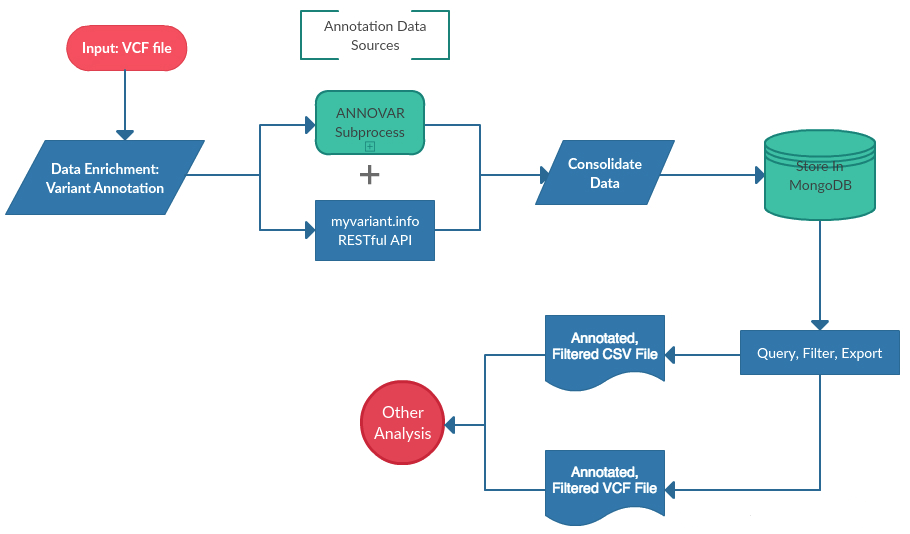 Input: VCF file
Annotation Data
Sources
Data Enrichment:
Variant Annotation
ANNOVAR
Subprocess
+
myvariant.info
RESTful API
Consolidate
Data
Store In
MongoDB
Query, Filter, Export
Annotated,
Filtered CSV File
Annotated,
Filtered VCF File
Other
Analysis